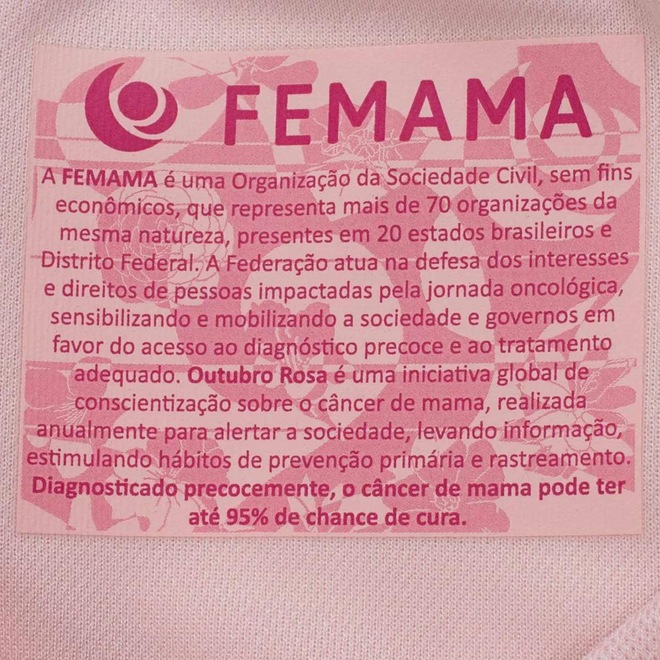 FEMAMA
A FEMAMA é uma Organização da Sociedade Civil, sem fins
econômicos, que representa mais de 70 organizações da
mesma natureza, presentes em 20 estados brasileiros e
Distrito Federal. A Federação atua na defesa dos interesses
e direitos de pessoas impactadas pela jornada oncológica,
sensibilizando e mobilizando a sociedade e governos em
favor do acesso ao diagnóstico precoce e ao tratamento
adequado. Outubro Rosa é uma iniciativa global de
conscientização sobre o câncer de mama, realizada
anualmente para alertar a sociedade, levando informação,
estimulando hábitos de prevenção primária e rastreamento.
Diagnosticado precocemente, o câncer de mama pode ter
até 95% de chance de cura.